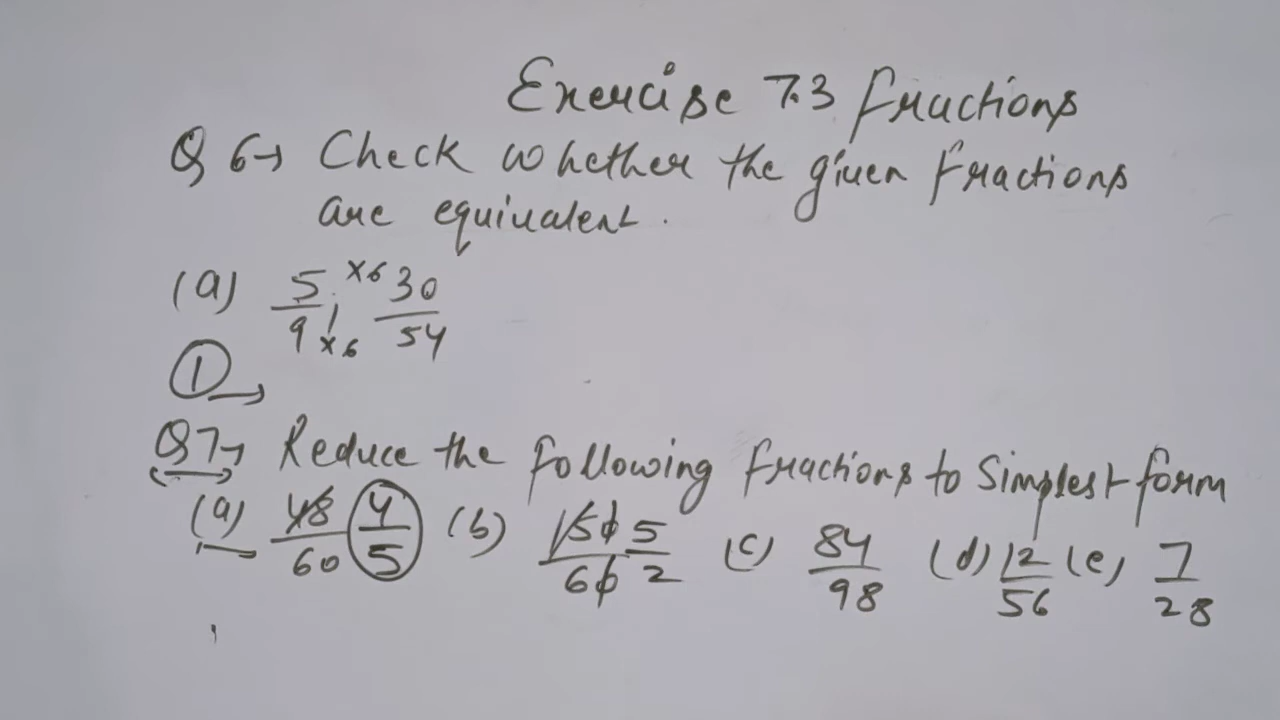 Exercise 7.3 fractions
Q 6→ Check whether the given fractions
are equivalent.
(a) 5/9, ×6 ×6 30/54
①→
Q7→ Reduce the following fractions to Simplest form
(a) 48/60 4/5 (b) 150/60 5/2 (c) 84/98 (d) 12/56 (e) 7/28